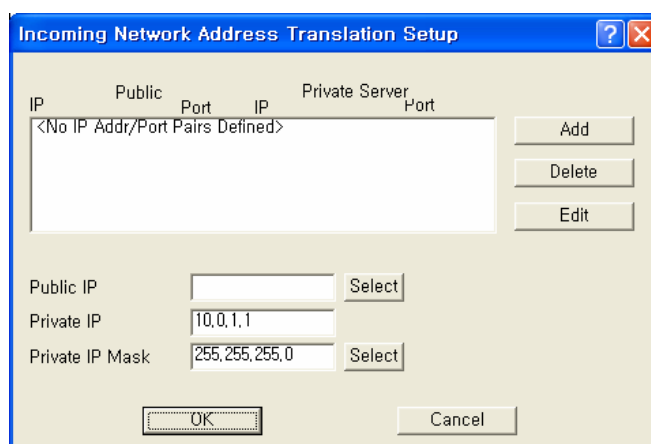 Incoming Network Address Translation Setup
Public Private Server
IP Port IP Port
<No IP Addr/Port Pairs Defined>
Add
Delete
Edit
Public IP Select
Private IP 10,0,1,1
Private IP Mask 255,255,255,0 Select
OK Cancel